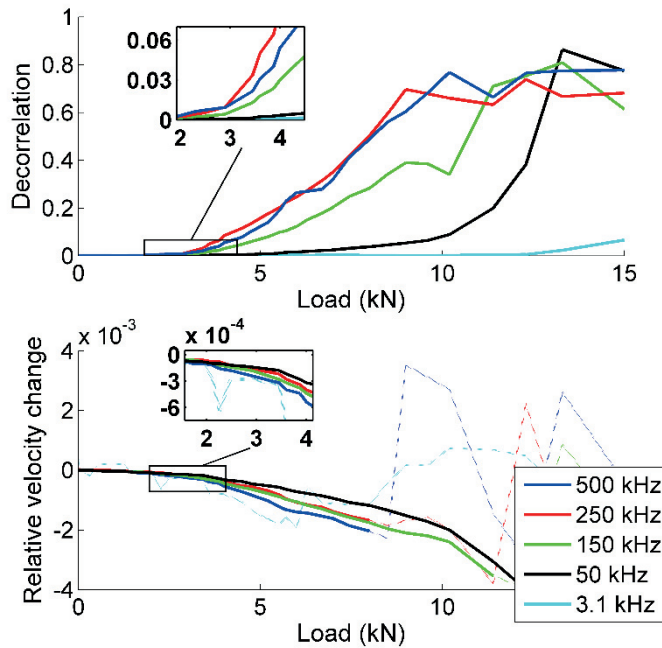 0.06
0.03
0
2 3 4
1
0.8
0.6
0.4
0.2
0
Decorrelation
0 5 10 15
Load (kN)
x 10-3
x 10-4
0
-3
-6
2 3 4
4
2
0
-2
-4
Relative velocity change
500 kHz
250 kHz
150 kHz
50 kHz
3.1 kHz
0 5 10
Load (kN)